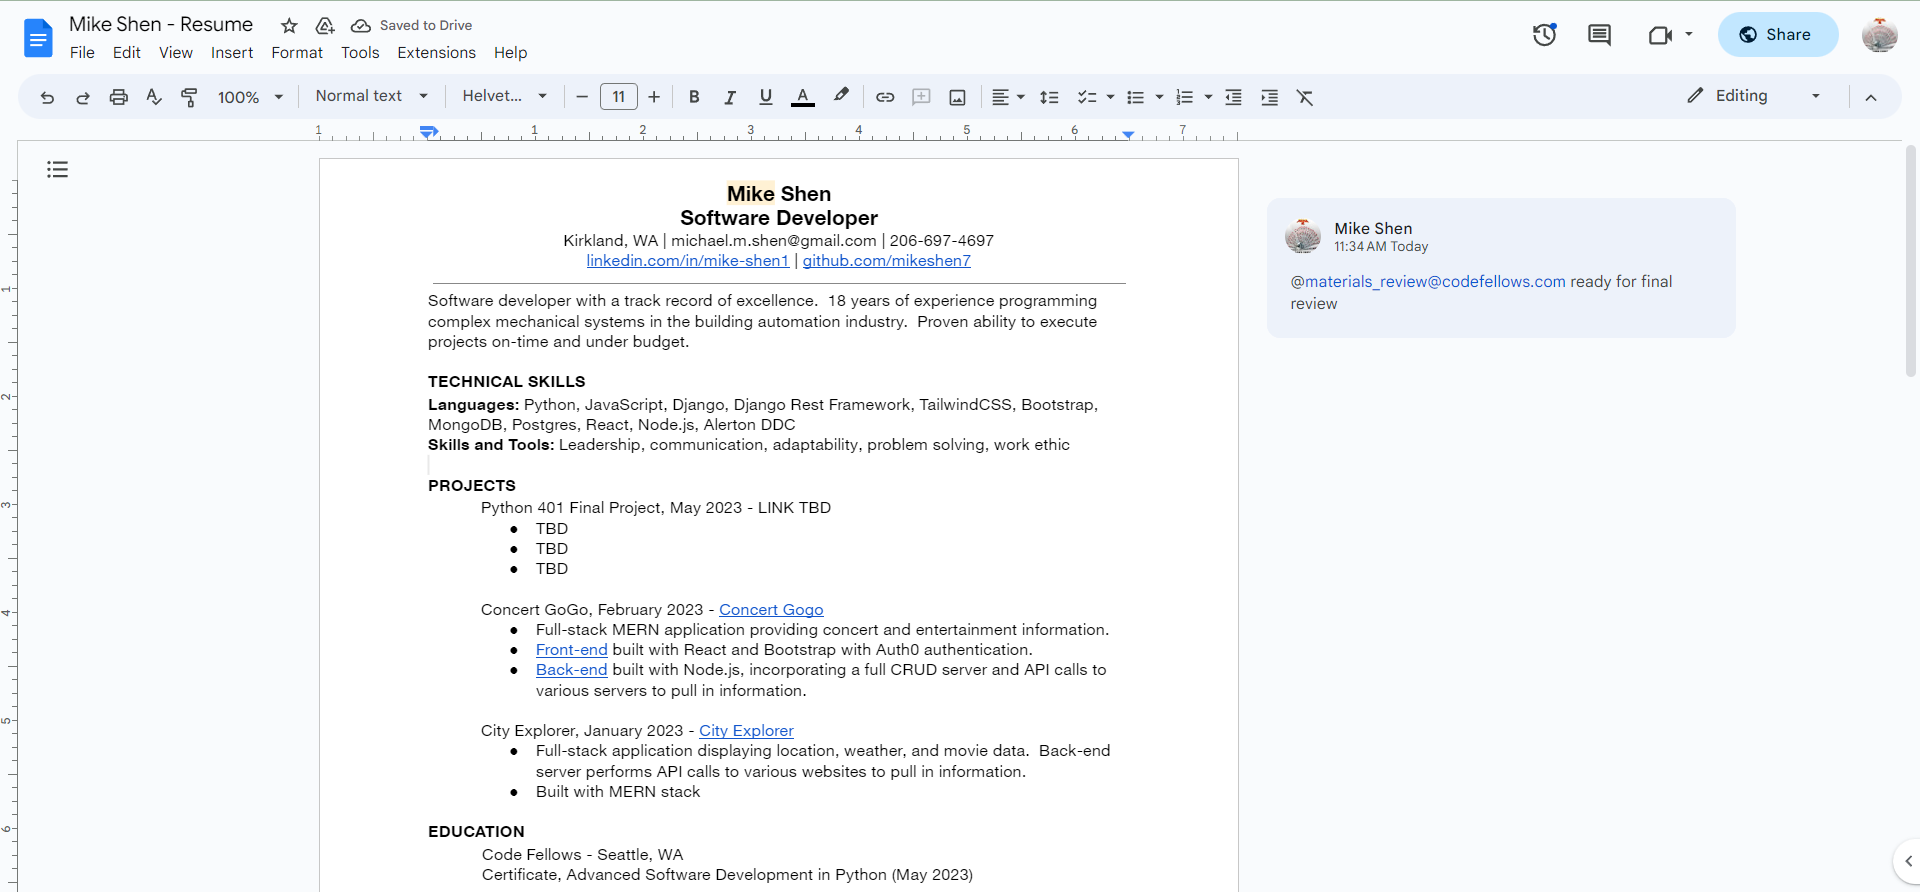 Mike Shen - Resume
Saved to Drive
File Edit View Insert Format Tools Extensions Help
Share
100% Normal text Helvet... 11 Editing
1 1 2 3 4 5 6 7
Mike Shen
Software Developer
Kirkland, WA | michael.m.shen@gmail.com | 206-697-4697
linkedin.com/in/mike-shen1 | github.com/mikeshen7
Software developer with a track record of excellence.  18 years of experience programming
complex mechanical systems in the building automation industry.  Proven ability to execute
projects on-time and under budget.
TECHNICAL SKILLS
Languages: Python, JavaScript, Django, Django Rest Framework, TailwindCSS, Bootstrap,
MongoDB, Postgres, React, Node.js, Alerton DDC
Skills and Tools: Leadership, communication, adaptability, problem solving, work ethic
PROJECTS
Python 401 Final Project, May 2023 - LINK TBD
● TBD
● TBD
● TBD
Concert GoGo, February 2023 - Concert Gogo
● Full-stack MERN application providing concert and entertainment information.
● Front-end built with React and Bootstrap with Auth0 authentication.
● Back-end built with Node.js, incorporating a full CRUD server and API calls to
various servers to pull in information.
City Explorer, January 2023 - City Explorer
● Full-stack application displaying location, weather, and movie data.  Back-end
server performs API calls to various websites to pull in information.
● Built with MERN stack
EDUCATION
Code Fellows - Seattle, WA
Certificate, Advanced Software Development in Python (May 2023)
Mike Shen
11:34 AM Today
@materials_review@codefellows.com ready for final
review
1
2
3
4
5
6